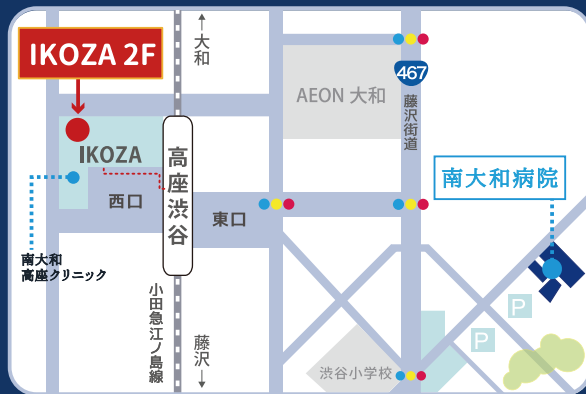 IKOZA 2F
↑大和
467
AEON 大和
藤沢街道
IKOZA
高座渋谷
南大和病院
西口
東口
南大和
高座クリニック
小田急江ノ島線
藤沢↓
P
P
渋谷小学校